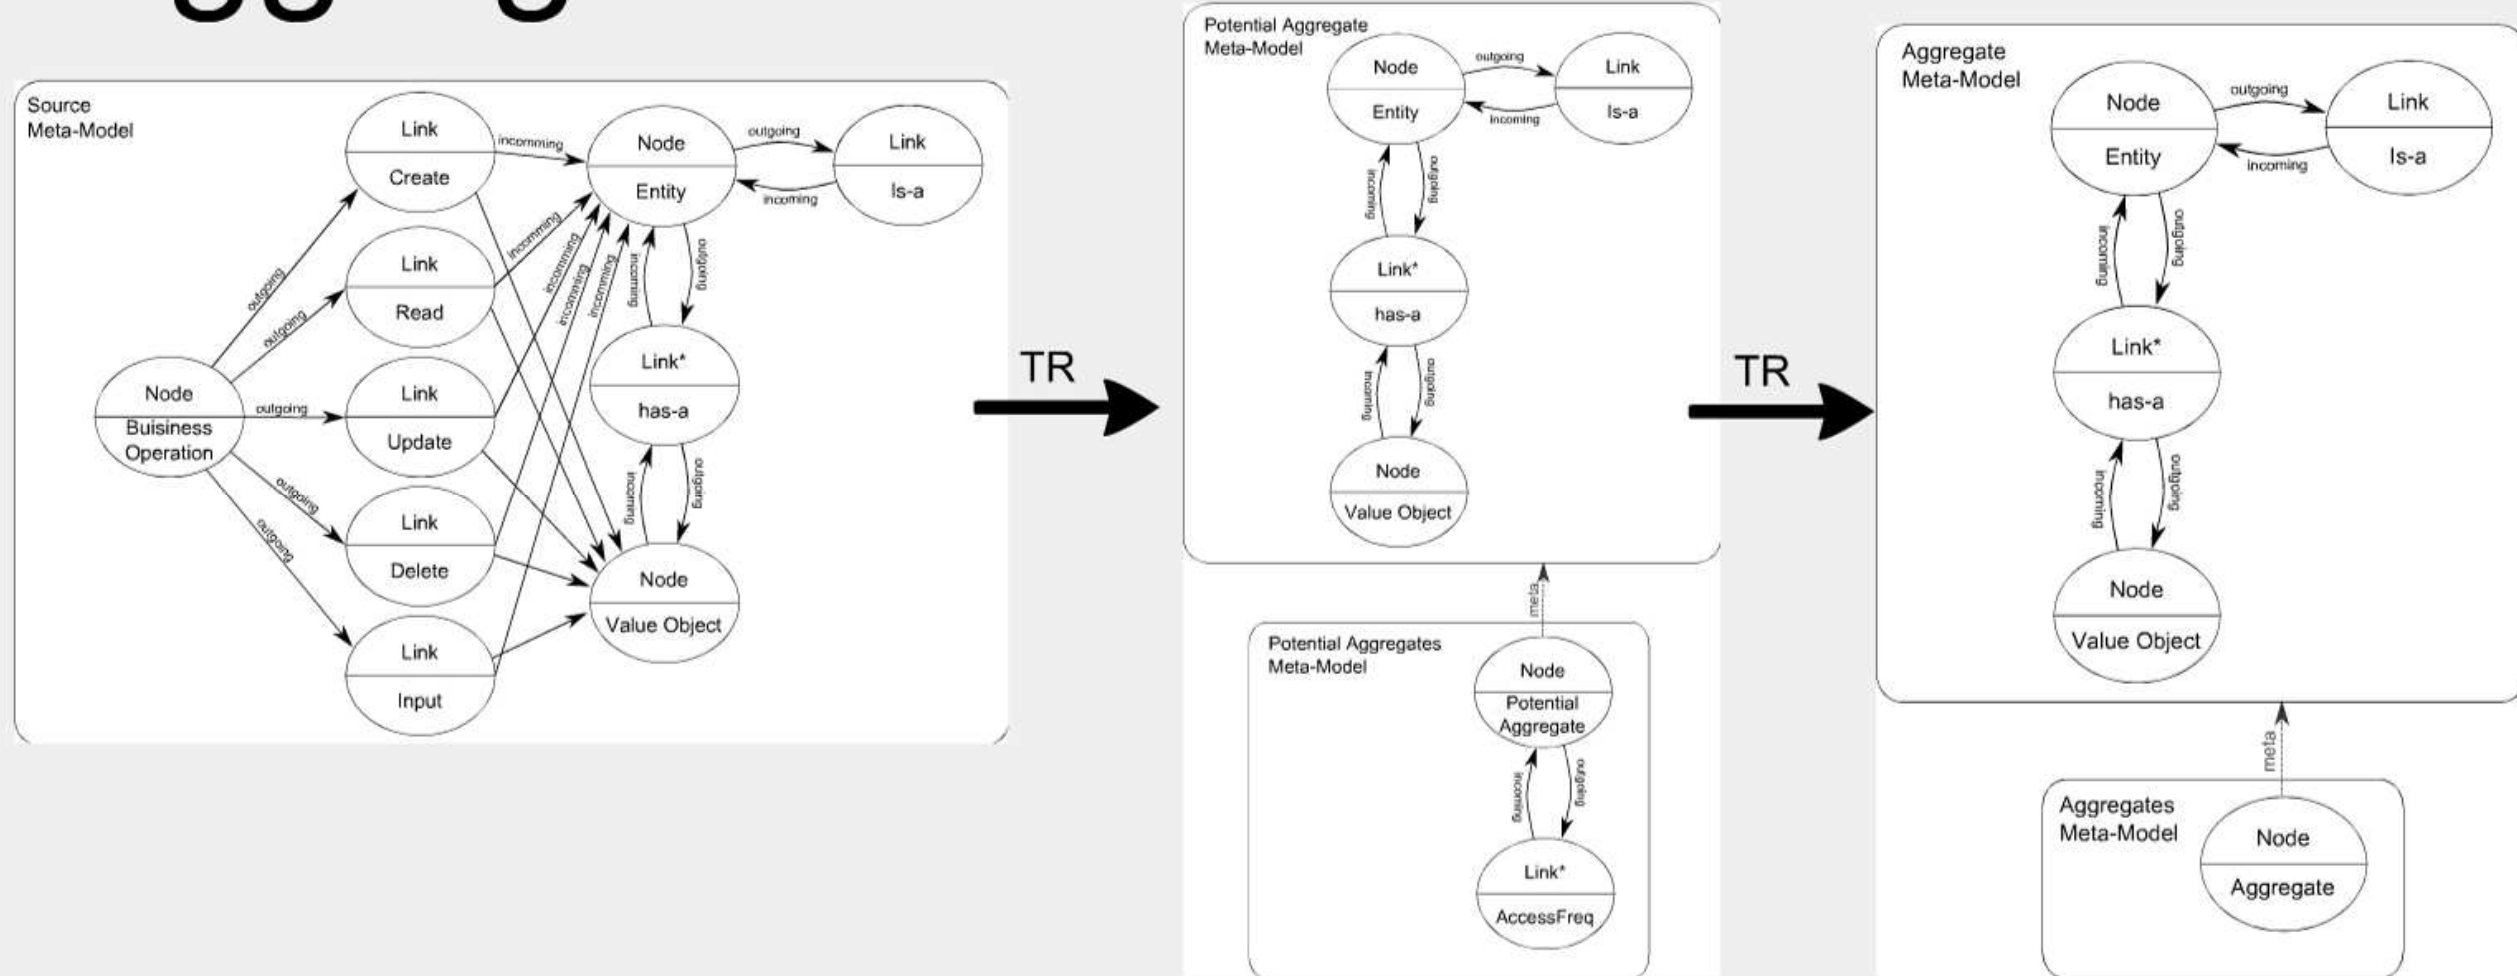 Source
Meta-Model
Link
Create
incomming
Node
Entity
outgoing
incoming
Link
Is-a
outgoing
Link
Read
incomming
outgoing
incomming
incomming
incomming
incoming
outgoing
Link*
has-a
Node
Buisiness
Operation
outgoing
Link
Update
outgoing
Link
Delete
outgoing
Link
Input
incoming
outgoing
Node
Value Object
TR
Potential Aggregate
Meta-Model
Node
Entity
outgoing
incoming
Link
Is-a
incoming
outgoing
Link*
has-a
incoming
outgoing
Node
Value Object
meta
Potential Aggregates
Meta-Model
Node
Potential
Aggregate
incoming
outgoing
Link*
AccessFreq
TR
Aggregate
Meta-Model
Node
Entity
outgoing
incoming
Link
Is-a
incoming
outgoing
Link*
has-a
incoming
outgoing
Node
Value Object
meta
Aggregates
Meta-Model
Node
Aggregate